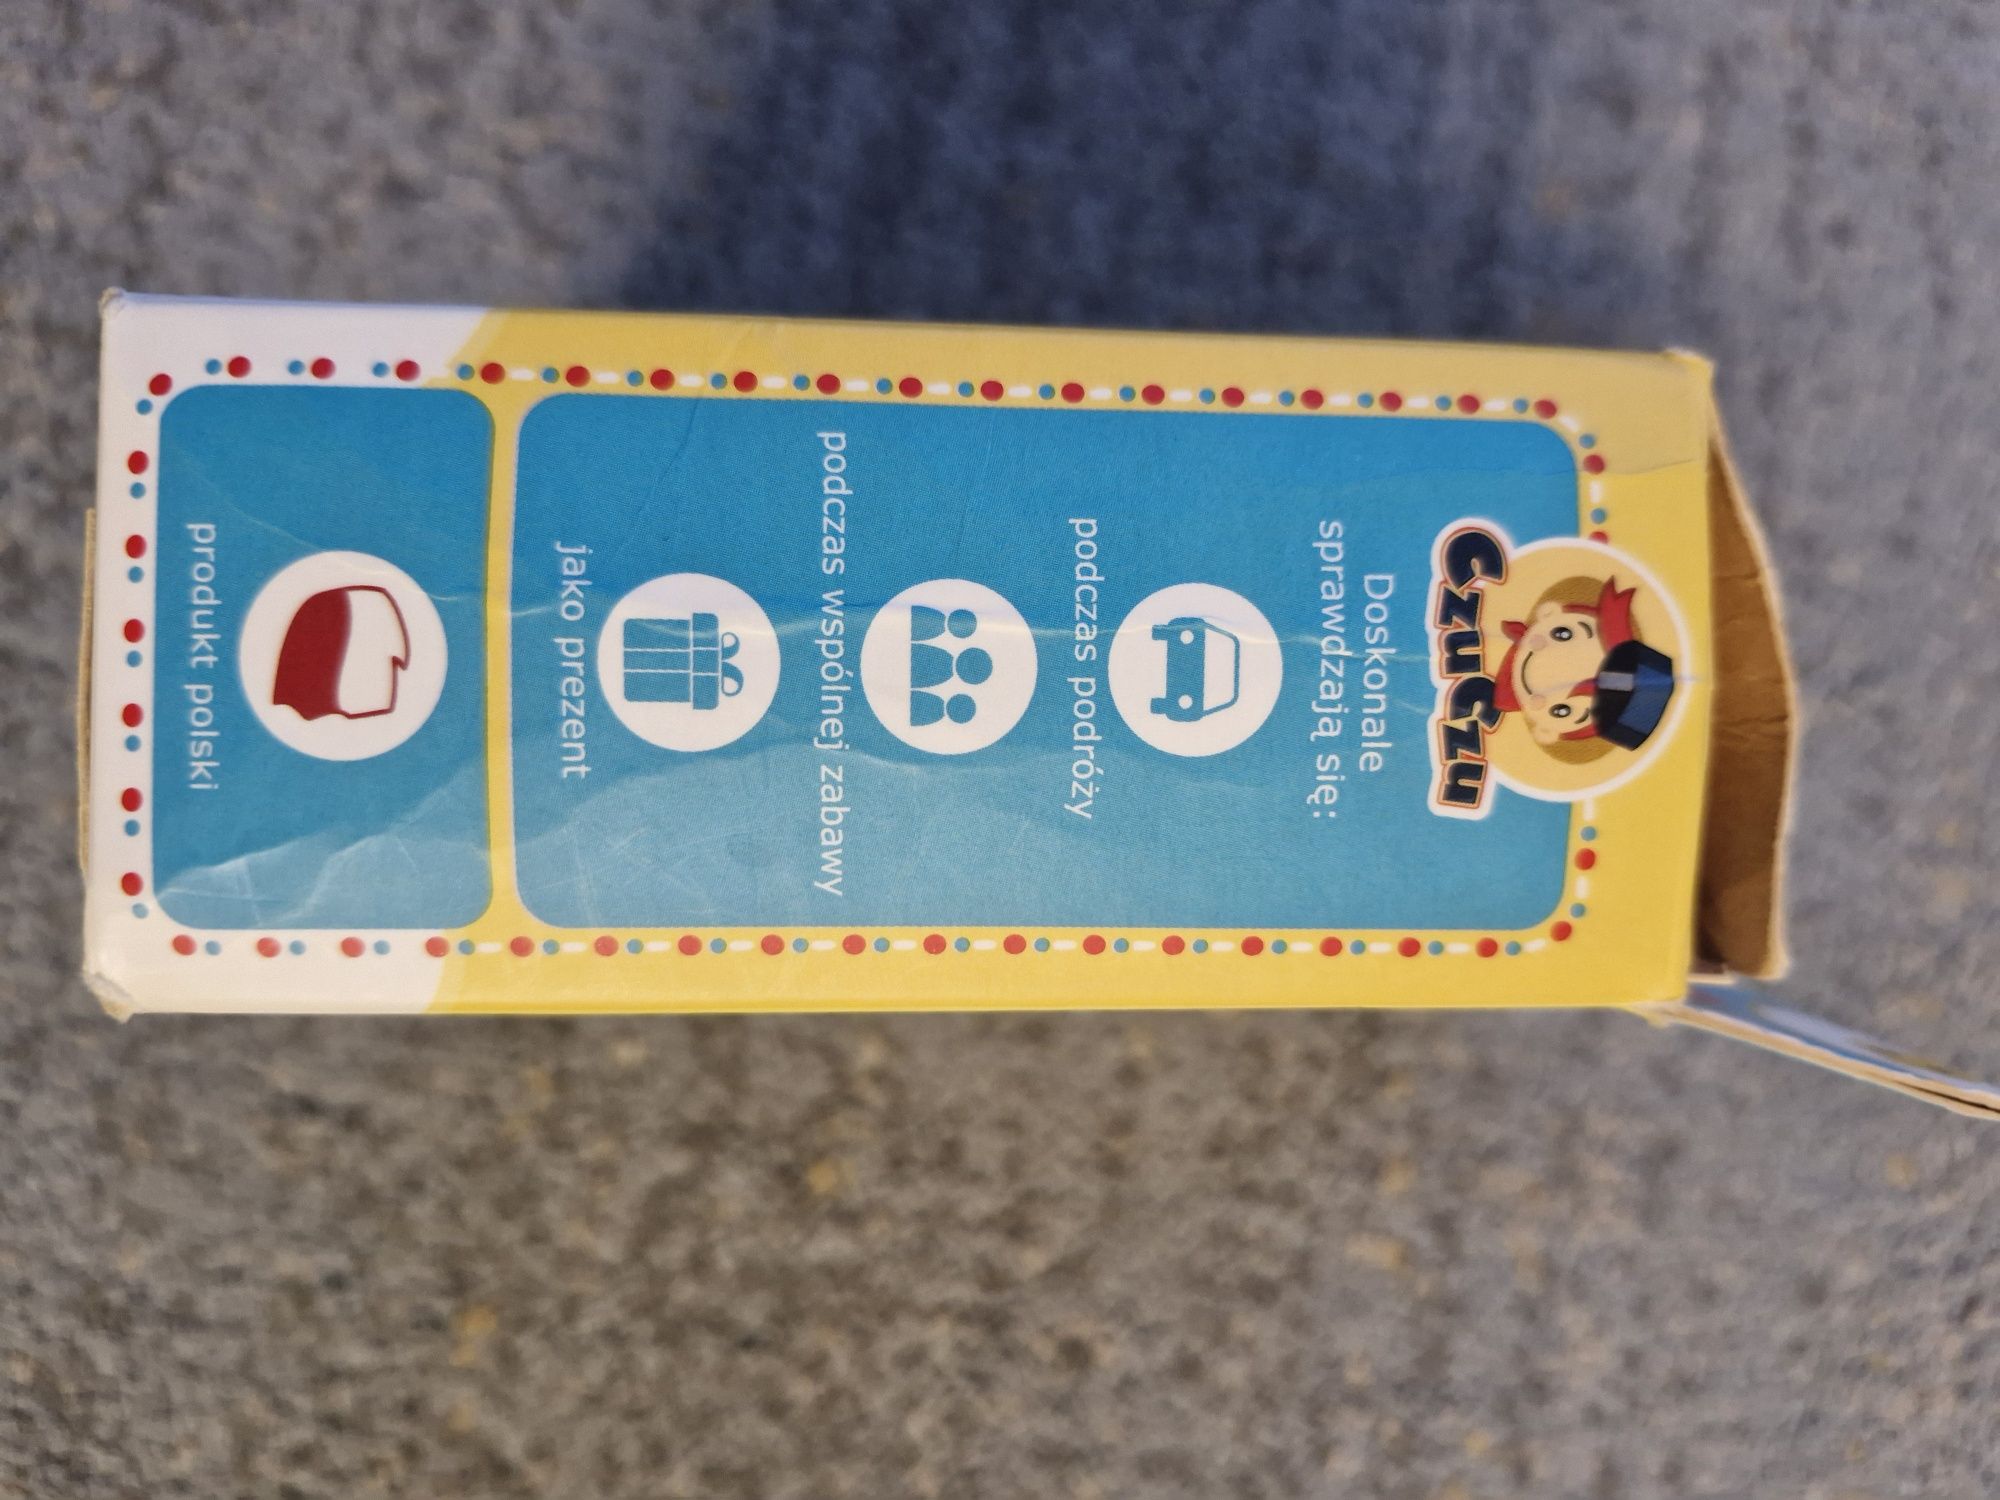 CzuCzu
Doskonale
sprawdzają się:
podczas podróży
podczas wspólnej zabawy
jako prezent
produkt polski